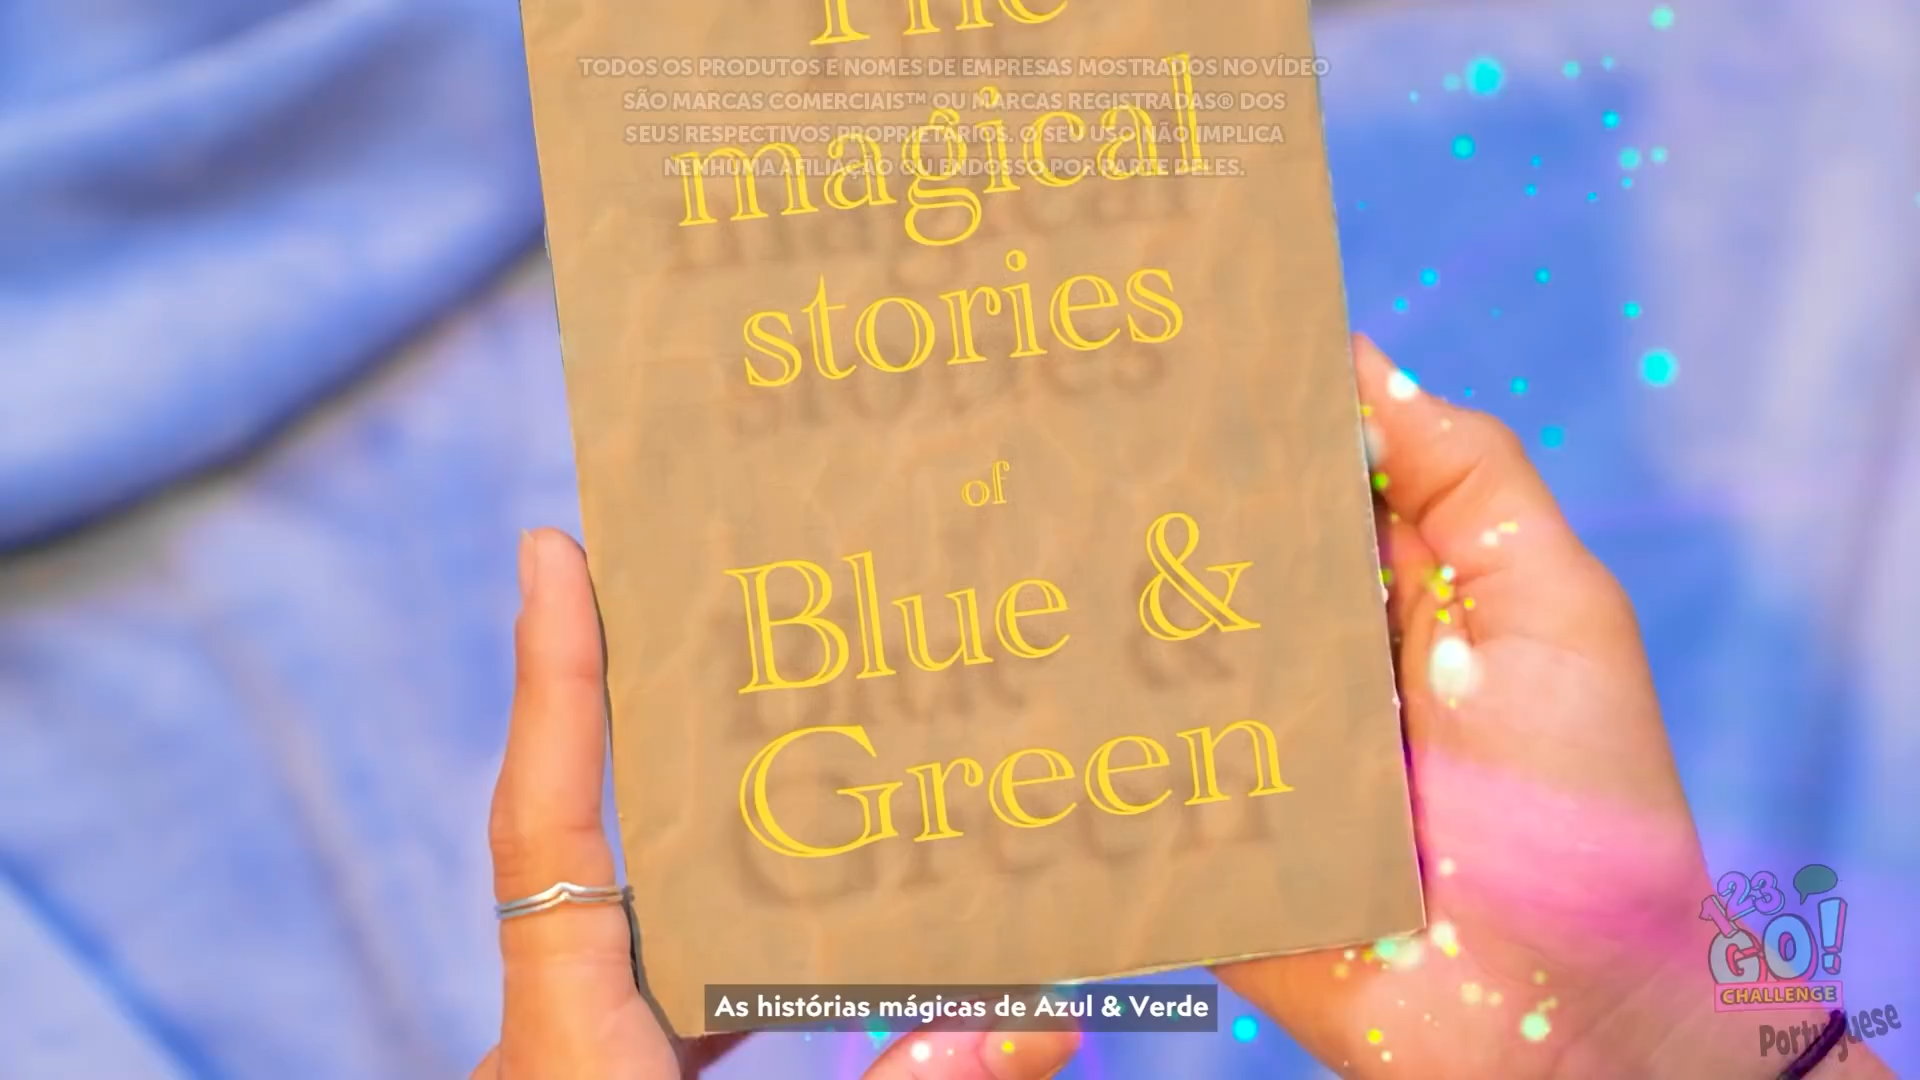 The
TODOS OS PRODUTOS E NOMES DE EMPRESAS MOSTRADOS NO VÍDEO
SÃO MARCAS COMERCIAIS™ OU MARCAS REGISTRADAS® DOS
SEUS RESPECTIVOS PROPRIETÁRIOS. O SEU USO NÃO IMPLICA
NENHUMA AFILIAÇÃO OU ENDOSSO POR PARTE DELES.
magical
stories
of
Blue &
Green
As histórias mágicas de Azul & Verde
123
GO!
CHALLENGE
Portuguese